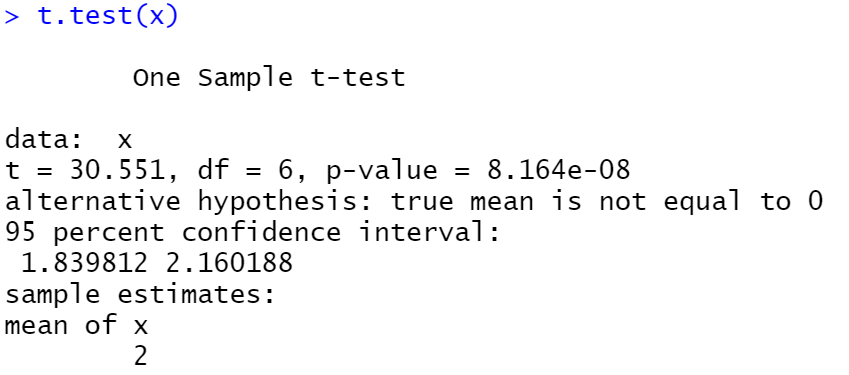 > t.test(x)
One Sample t-test
data:  x
t = 30.551, df = 6, p-value = 8.164e-08
alternative hypothesis: true mean is not equal to 0
95 percent confidence interval:
1.839812 2.160188
sample estimates:
mean of x
2